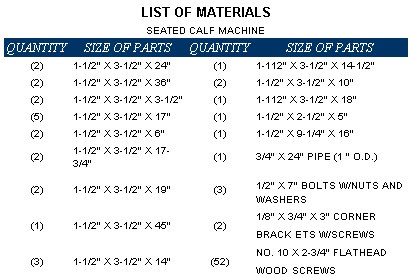 LIST OF MATERIALS
SEATED CALF MACHINE
QUANTITY SIZE OF PARTS QUANTITY SIZE OF PARTS
(2) 1-1/2" X 3-1/2" X 24" (1) 1-112" X 3-1/2" X 14-1/2"
(2) 1-1/2" X 3-1/2" X 36" (2) 1-1/2" X 3-1/2" X 10"
(2) 1-1/2" X 3-1/2" X 3-1/2" (1) 1-112" X 3-1/2" X 18"
(5) 1-1/2" X 3-1/2" X 17" (1) 1-1/2" X 2-1/2" X 5"
(2) 1-1/2" X 3-1/2" X 6" (1) 1-1/2" X 9-1/4" X 16"
(2) 1-1/2" X 3-1/2" X 17-
3/4" (1) 3/4" X 24" PIPE (1 " O.D.)
(2) 1-1/2" X 3-1/2" X 19" (3) 1/2" X 7" BOLTS W/NUTS AND
WASHERS
(1) 1-1/2" X 3-1/2" X 45" (2) 1/8" X 3/4" X 3" CORNER
BRACK ETS W/SCREWS
(3) 1-1/2" X 3-1/2" X 14" (52) NO. 10 X 2-3/4" FLATHEAD
WOOD SCREWS